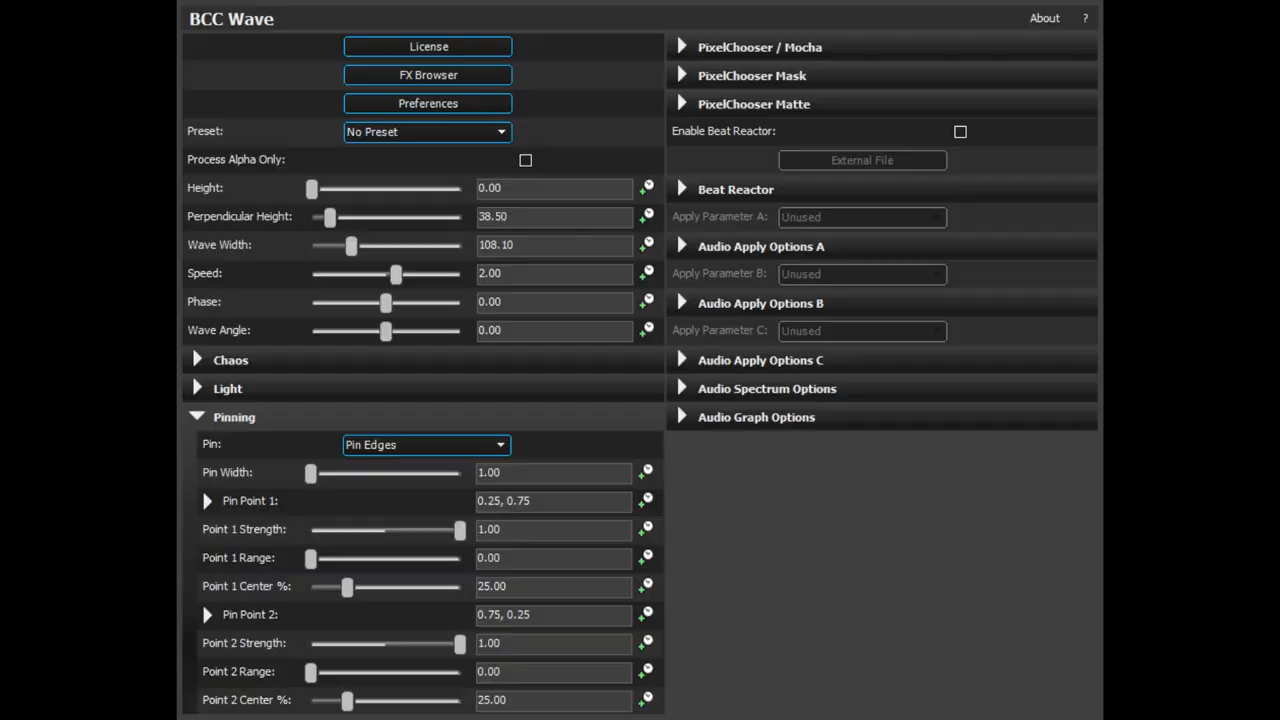 BCC Wave
About ?
License
FX Browser
Preferences
Preset: No Preset
Process Alpha Only:
Height: 0.00
Perpendicular Height: 38.50
Wave Width: 108.10
Speed: 2.00
Phase: 0.00
Wave Angle: 0.00
Chaos
Light
Pinning
Pin: Pin Edges
Pin Width: 1.00
Pin Point 1: 0.25, 0.75
Point 1 Strength: 1.00
Point 1 Range: 0.00
Point 1 Center %: 25.00
Pin Point 2: 0.75, 0.25
Point 2 Strength: 1.00
Point 2 Range: 0.00
Point 2 Center %: 25.00
PixelChooser / Mocha
PixelChooser Mask
PixelChooser Matte
Enable Beat Reactor:
External File
Beat Reactor
Apply Parameter A: Unused
Audio Apply Options A
Apply Parameter B: Unused
Audio Apply Options B
Apply Parameter C: Unused
Audio Apply Options C
Audio Spectrum Options
Audio Graph Options